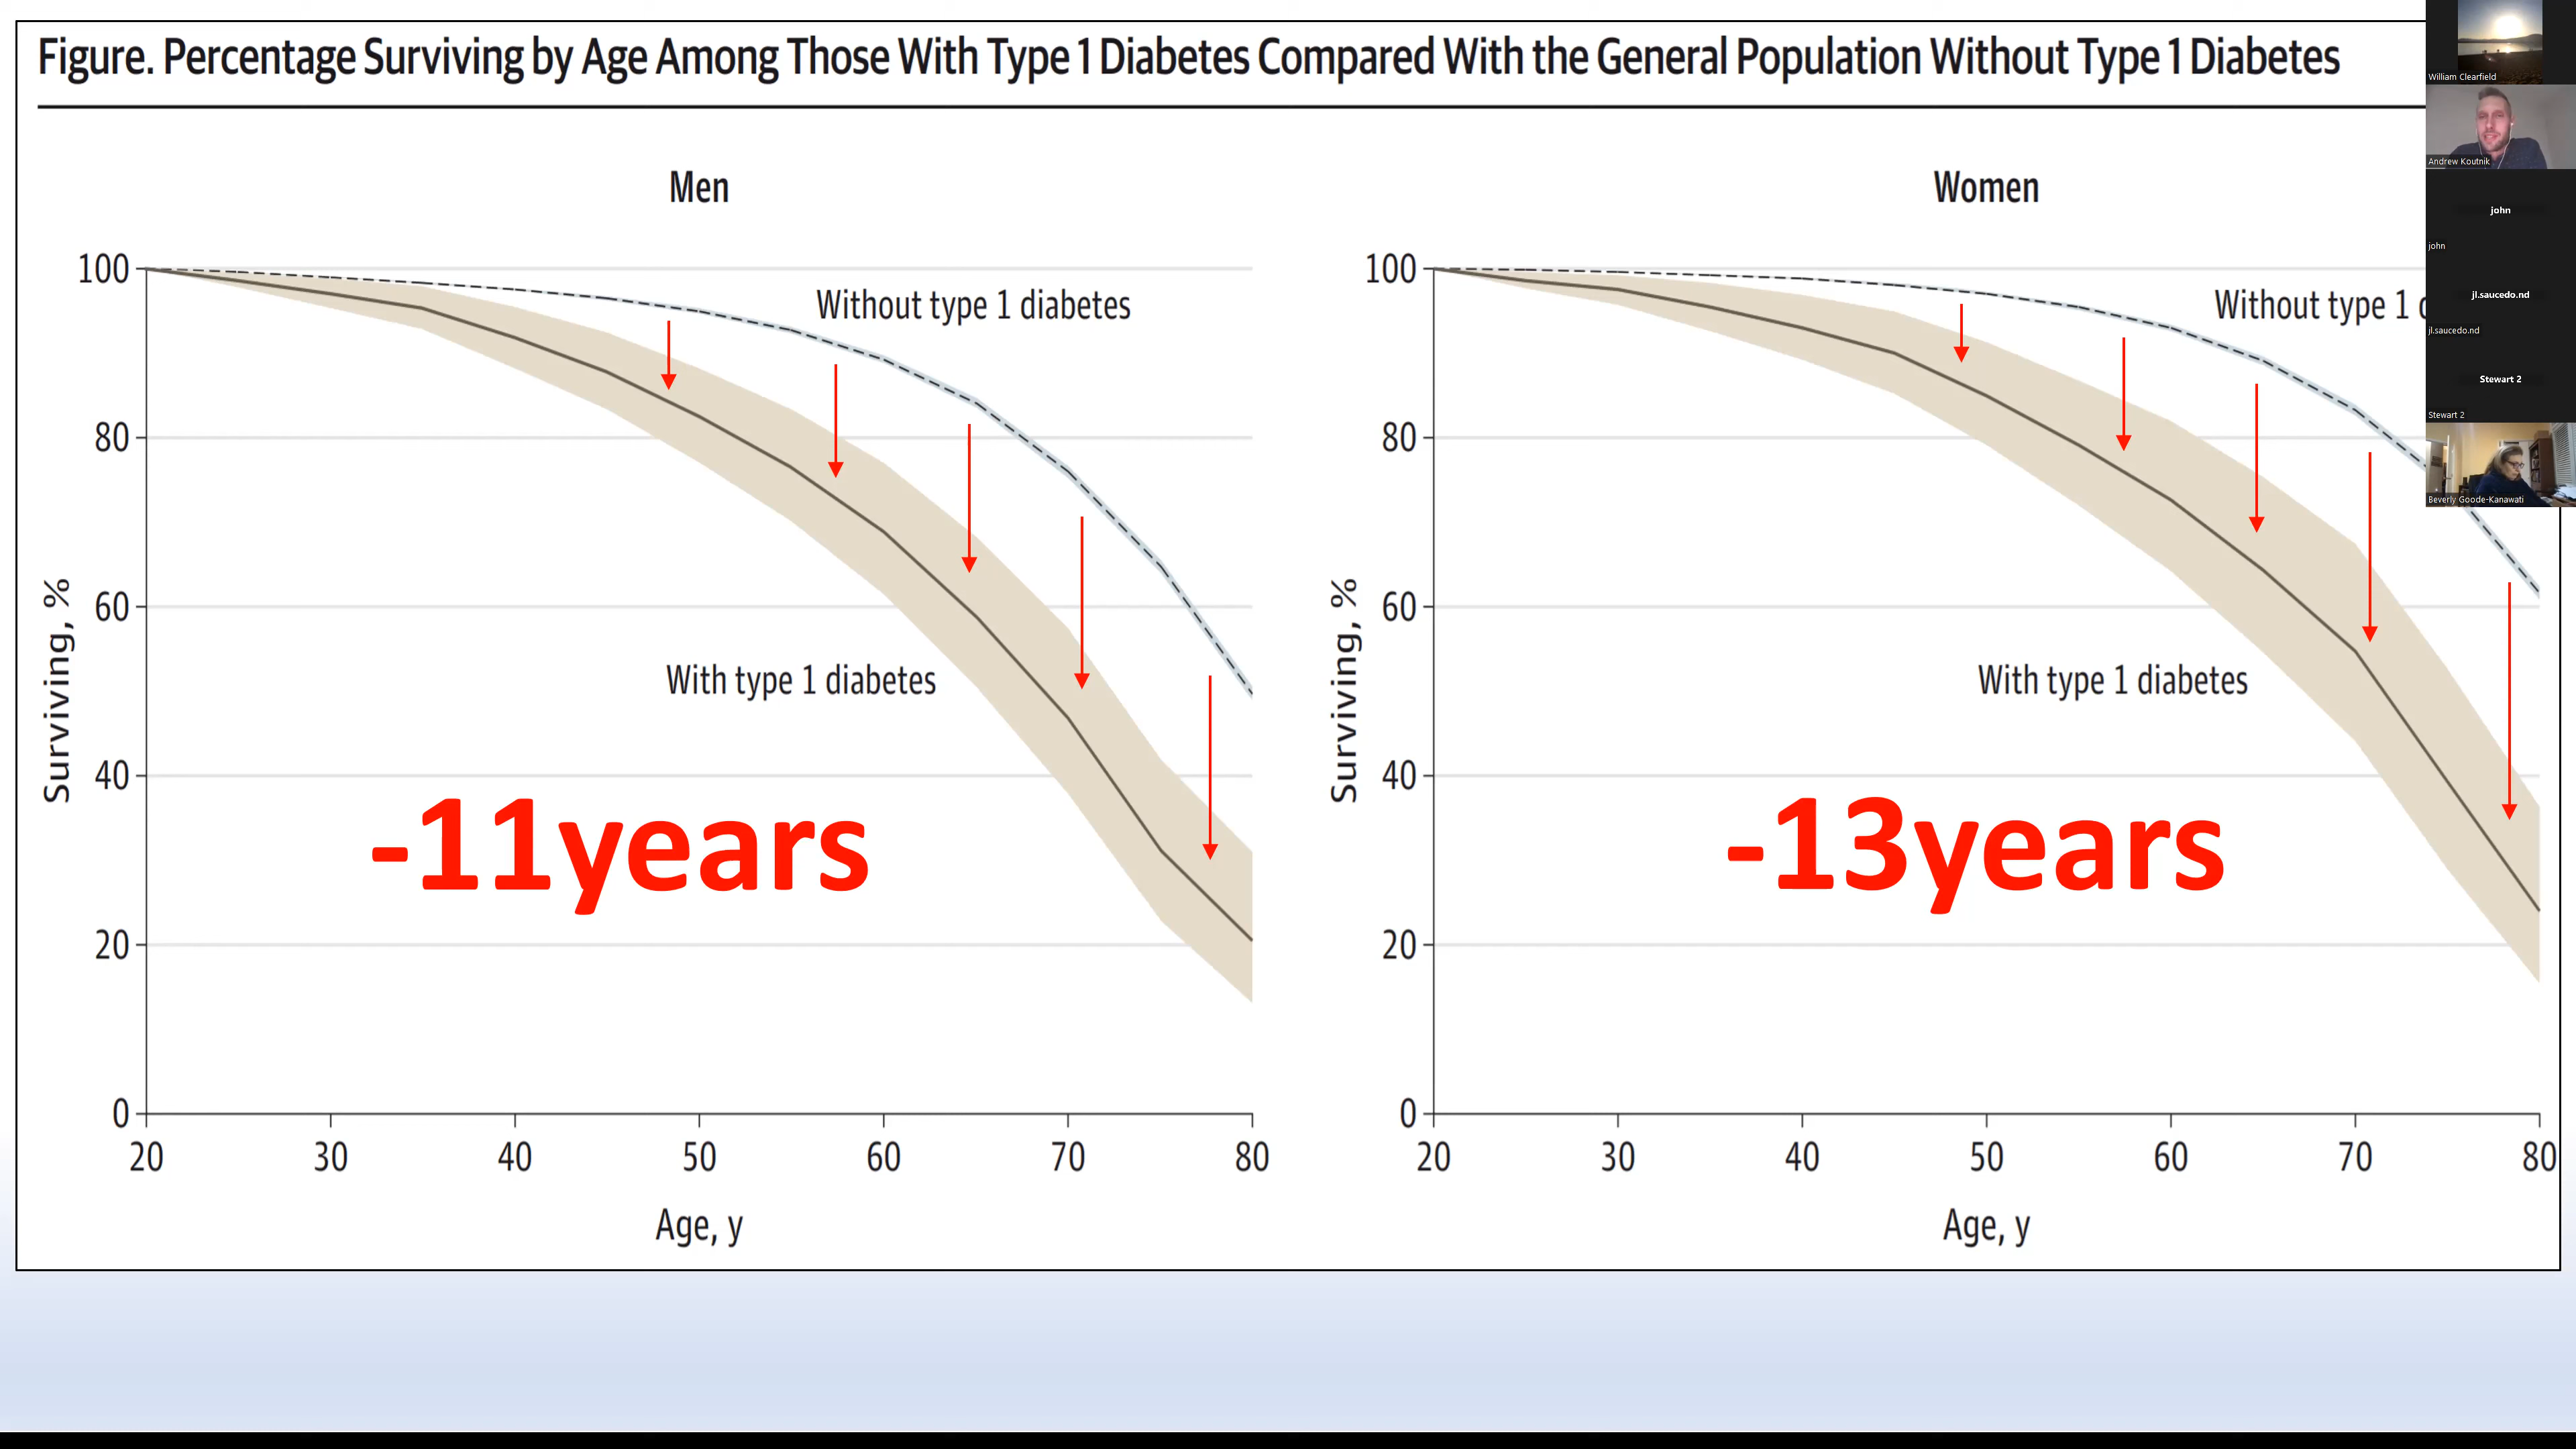 Figure. Percentage Surviving by Age Among Those With Type 1 Diabetes Compared With the General Population Without Type 1 Diabetes
Men
100
80
60
40
20
0
Surviving, %
Without type 1 diabetes
With type 1 diabetes
-11years
20 30 40 50 60 70 80
Age, y
Women
100
80
60
40
20
0
Surviving, %
Without type 1
With type 1 diabetes
-13years
20 30 40 50 60 70 80
Age, y
William Clearfield
Andrew Koutnik
john
john
jl.saucedo.nd
jl.saucedo.nd
Stewart 2
Stewart 2
Beverly Goode-Kanawati